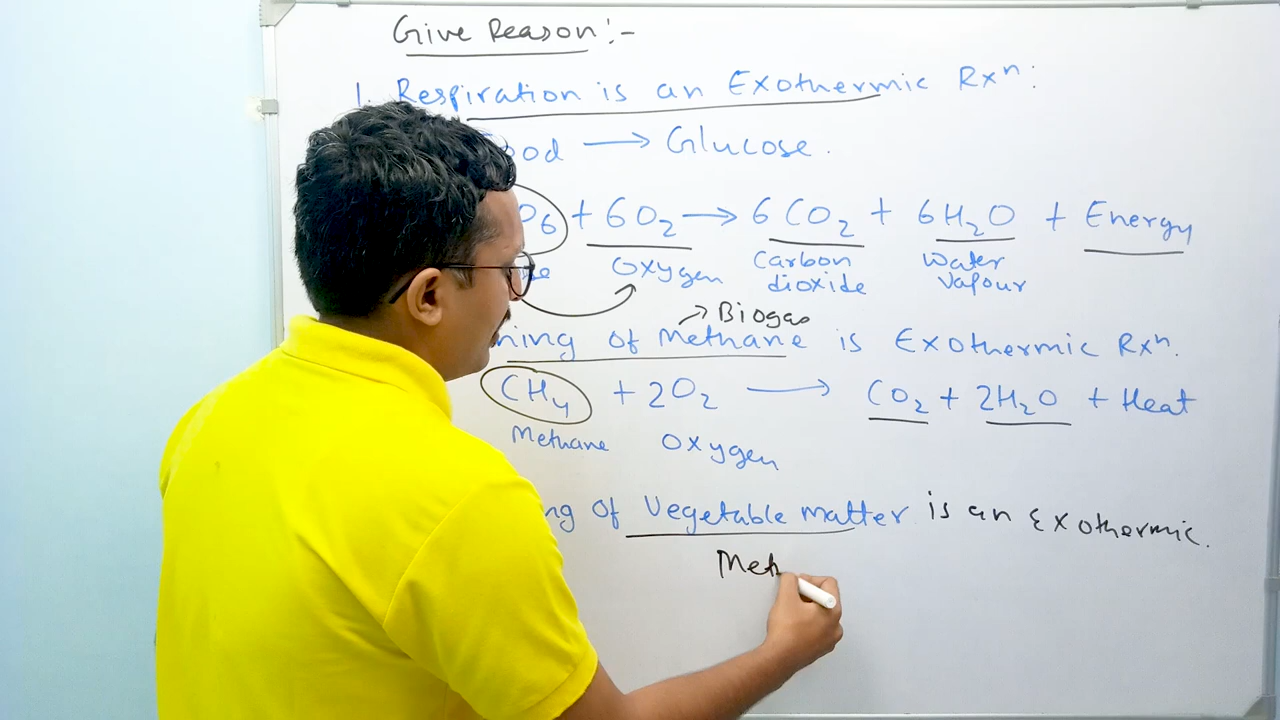 Give Reason :-
1. Respiration is an Exothermic Rxⁿ :
ood → Glucose .
O₆ + 6O₂ → 6CO₂ + 6H₂O + Energy
se Oxygen Carbon dioxide Water Vapour
→ Biogas
ning of Methane is Exothermic Rxⁿ.
CH₄ + 2O₂ → CO₂ + 2H₂O + Heat
Methane Oxygen
ng of Vegetable matter is an Exothermic.
Meth